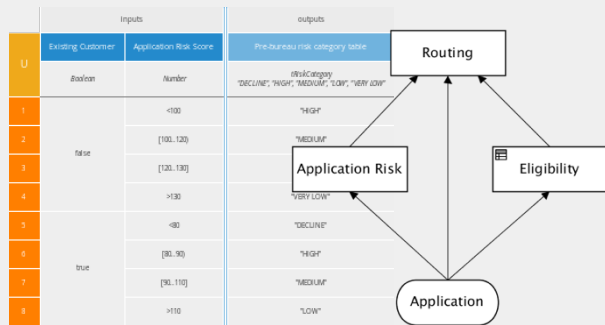 Inputs
outputs
U
Existing Customer
Application Risk Score
Pre-bureau risk category table
Boolean
Number
tRiskCategory
"DECLINE", "HIGH", "MEDIUM", "LOW", "VERY LOW"
1
<100
"HIGH"
2
[100..120)
"MEDIUM"
false
3
[120..130]
4
>130
"VERY LOW"
5
<80
"DECLINE"
6
[80..90)
"HIGH"
true
7
[90..110]
"MEDIUM"
8
>110
"LOW"
Routing
Application Risk
Eligibility
Application